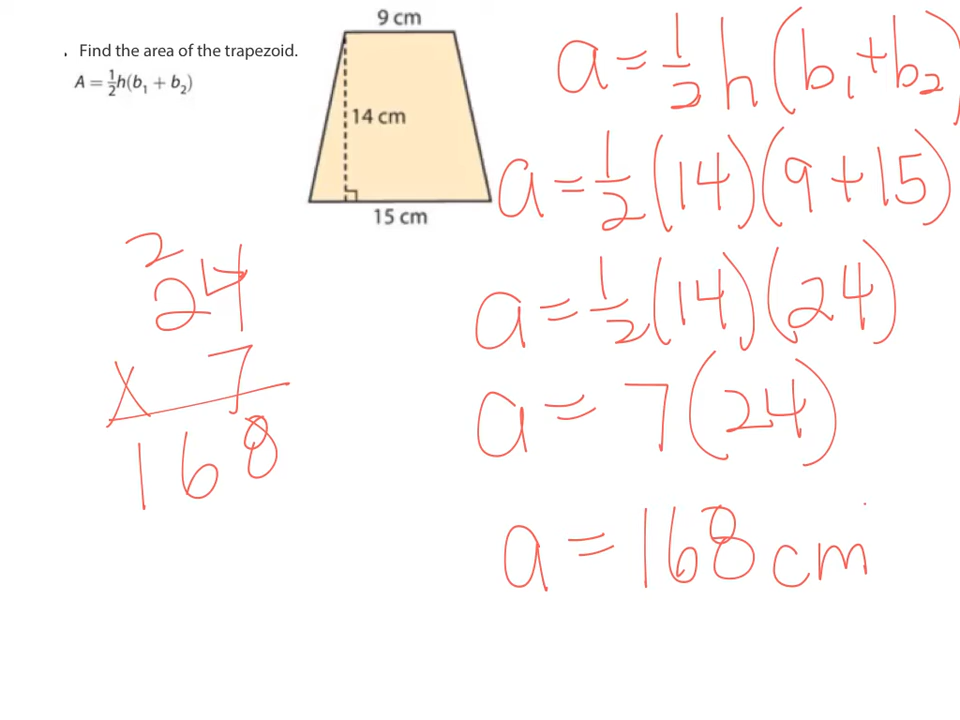 . Find the area of the trapezoid.
A = ½h(b₁ + b₂)
9 cm
14 cm
15 cm
a = 1/2 h (b₁ + b₂)
a = 1/2 (14)(9 + 15)
a = 1/2 (14)(24)
a = 7(24)
a = 168 cm
2
24
x 7
168